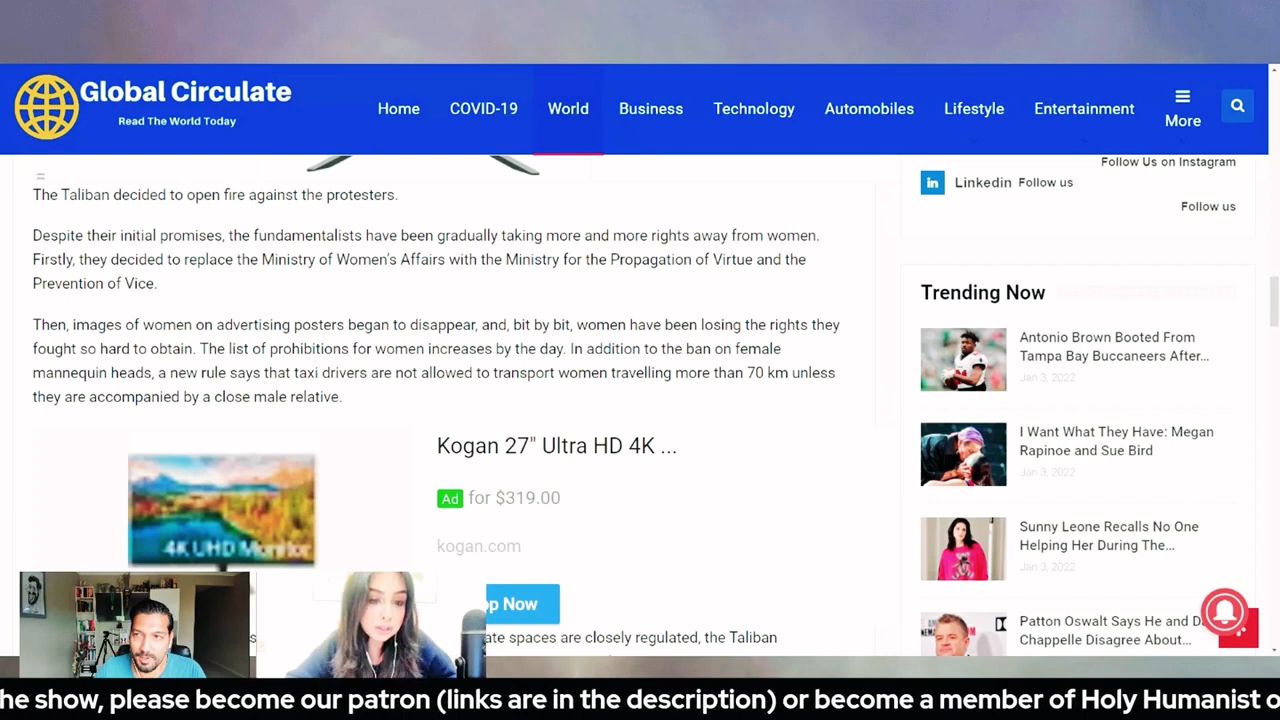 Global Circulate
Read The World Today
Home
COVID-19
World
Business
Technology
Automobiles
Lifestyle
Entertainment
More
Follow Us on Instagram
in Linkedin Follow us
Follow us
The Taliban decided to open fire against the protesters.
Despite their initial promises, the fundamentalists have been gradually taking more and more rights away from women.
Firstly, they decided to replace the Ministry of Women's Affairs with the Ministry for the Propagation of Virtue and the
Prevention of Vice.
Then, images of women on advertising posters began to disappear, and, bit by bit, women have been losing the rights they
fought so hard to obtain. The list of prohibitions for women increases by the day. In addition to the ban on female
mannequin heads, a new rule says that taxi drivers are not allowed to transport women travelling more than 70 km unless
they are accompanied by a close male relative.
Kogan 27" Ultra HD 4K ...
Ad for $319.00
kogan.com
4K UHD Monitor
op Now
ate spaces are closely regulated, the Taliban
Trending Now
Antonio Brown Booted From
Tampa Bay Buccaneers After...
Jan 3, 2022
I Want What They Have: Megan
Rapinoe and Sue Bird
Jan 3, 2022
Sunny Leone Recalls No One
Helping Her During The...
Jan 3, 2022
Patton Oswalt Says He and D
Chappelle Disagree About...
he show, please become our patron (links are in the description) or become a member of Holy Humanist